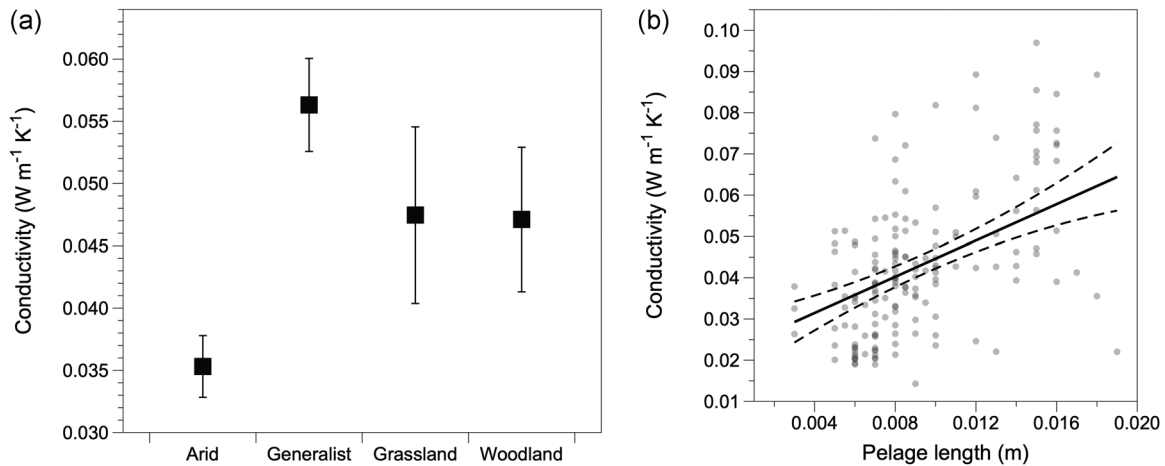 (a)
Conductivity (W m⁻¹ K⁻¹)
0.060
0.055
0.050
0.045
0.040
0.035
0.030
Arid Generalist Grassland Woodland
(b)
Conductivity (W m⁻¹ K⁻¹)
0.10
0.09
0.08
0.07
0.06
0.05
0.04
0.03
0.02
0.01
0.004 0.008 0.012 0.016 0.020
Pelage length (m)